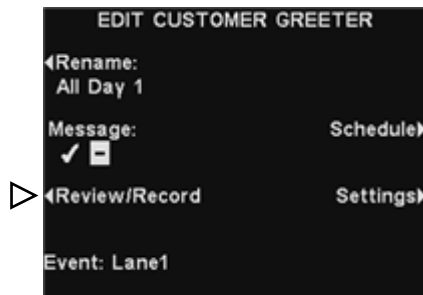 EDIT CUSTOMER GREETER
Rename:
All Day 1
Message: Schedule
✓ -
Review/Record Settings
Event: Lane1